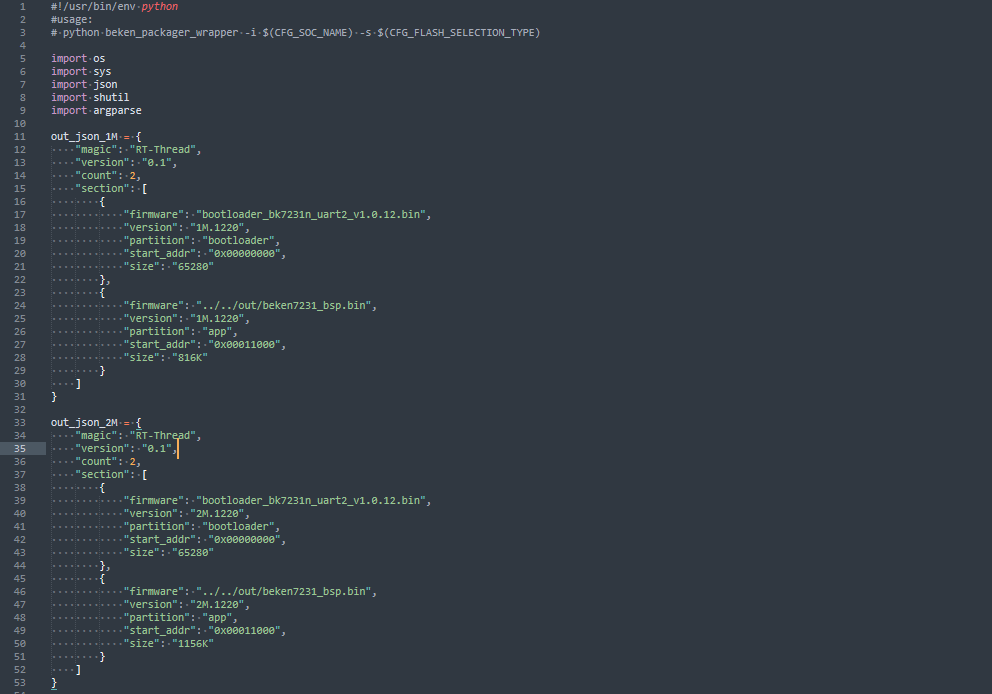 1 #!/usr/bin/env python
2 #usage:
3 # python beken_packager_wrapper -i $(CFG_SOC_NAME) -s $(CFG_FLASH_SELECTION_TYPE)
4
5 import os
6 import sys
7 import json
8 import shutil
9 import argparse
10
11 out_json_1M = {
12     "magic": "RT-Thread",
13     "version": "0.1",
14     "count": 2,
15     "section": [
16         {
17             "firmware": "bootloader_bk7231n_uart2_v1.0.12.bin",
18             "version": "1M.1220",
19             "partition": "bootloader",
20             "start_addr": "0x00000000",
21             "size": "65280"
22         },
23         {
24             "firmware": "../../out/beken7231_bsp.bin",
25             "version": "1M.1220",
26             "partition": "app",
27             "start_addr": "0x00011000",
28             "size": "816K"
29         }
30     ]
31 }
32
33 out_json_2M = {
34     "magic": "RT-Thread",
35     "version": "0.1",
36     "count": 2,
37     "section": [
38         {
39             "firmware": "bootloader_bk7231n_uart2_v1.0.12.bin",
40             "version": "2M.1220",
41             "partition": "bootloader",
42             "start_addr": "0x00000000",
43             "size": "65280"
44         },
45         {
46             "firmware": "../../out/beken7231_bsp.bin",
47             "version": "2M.1220",
48             "partition": "app",
49             "start_addr": "0x00011000",
50             "size": "1156K"
51         }
52     ]
53 }